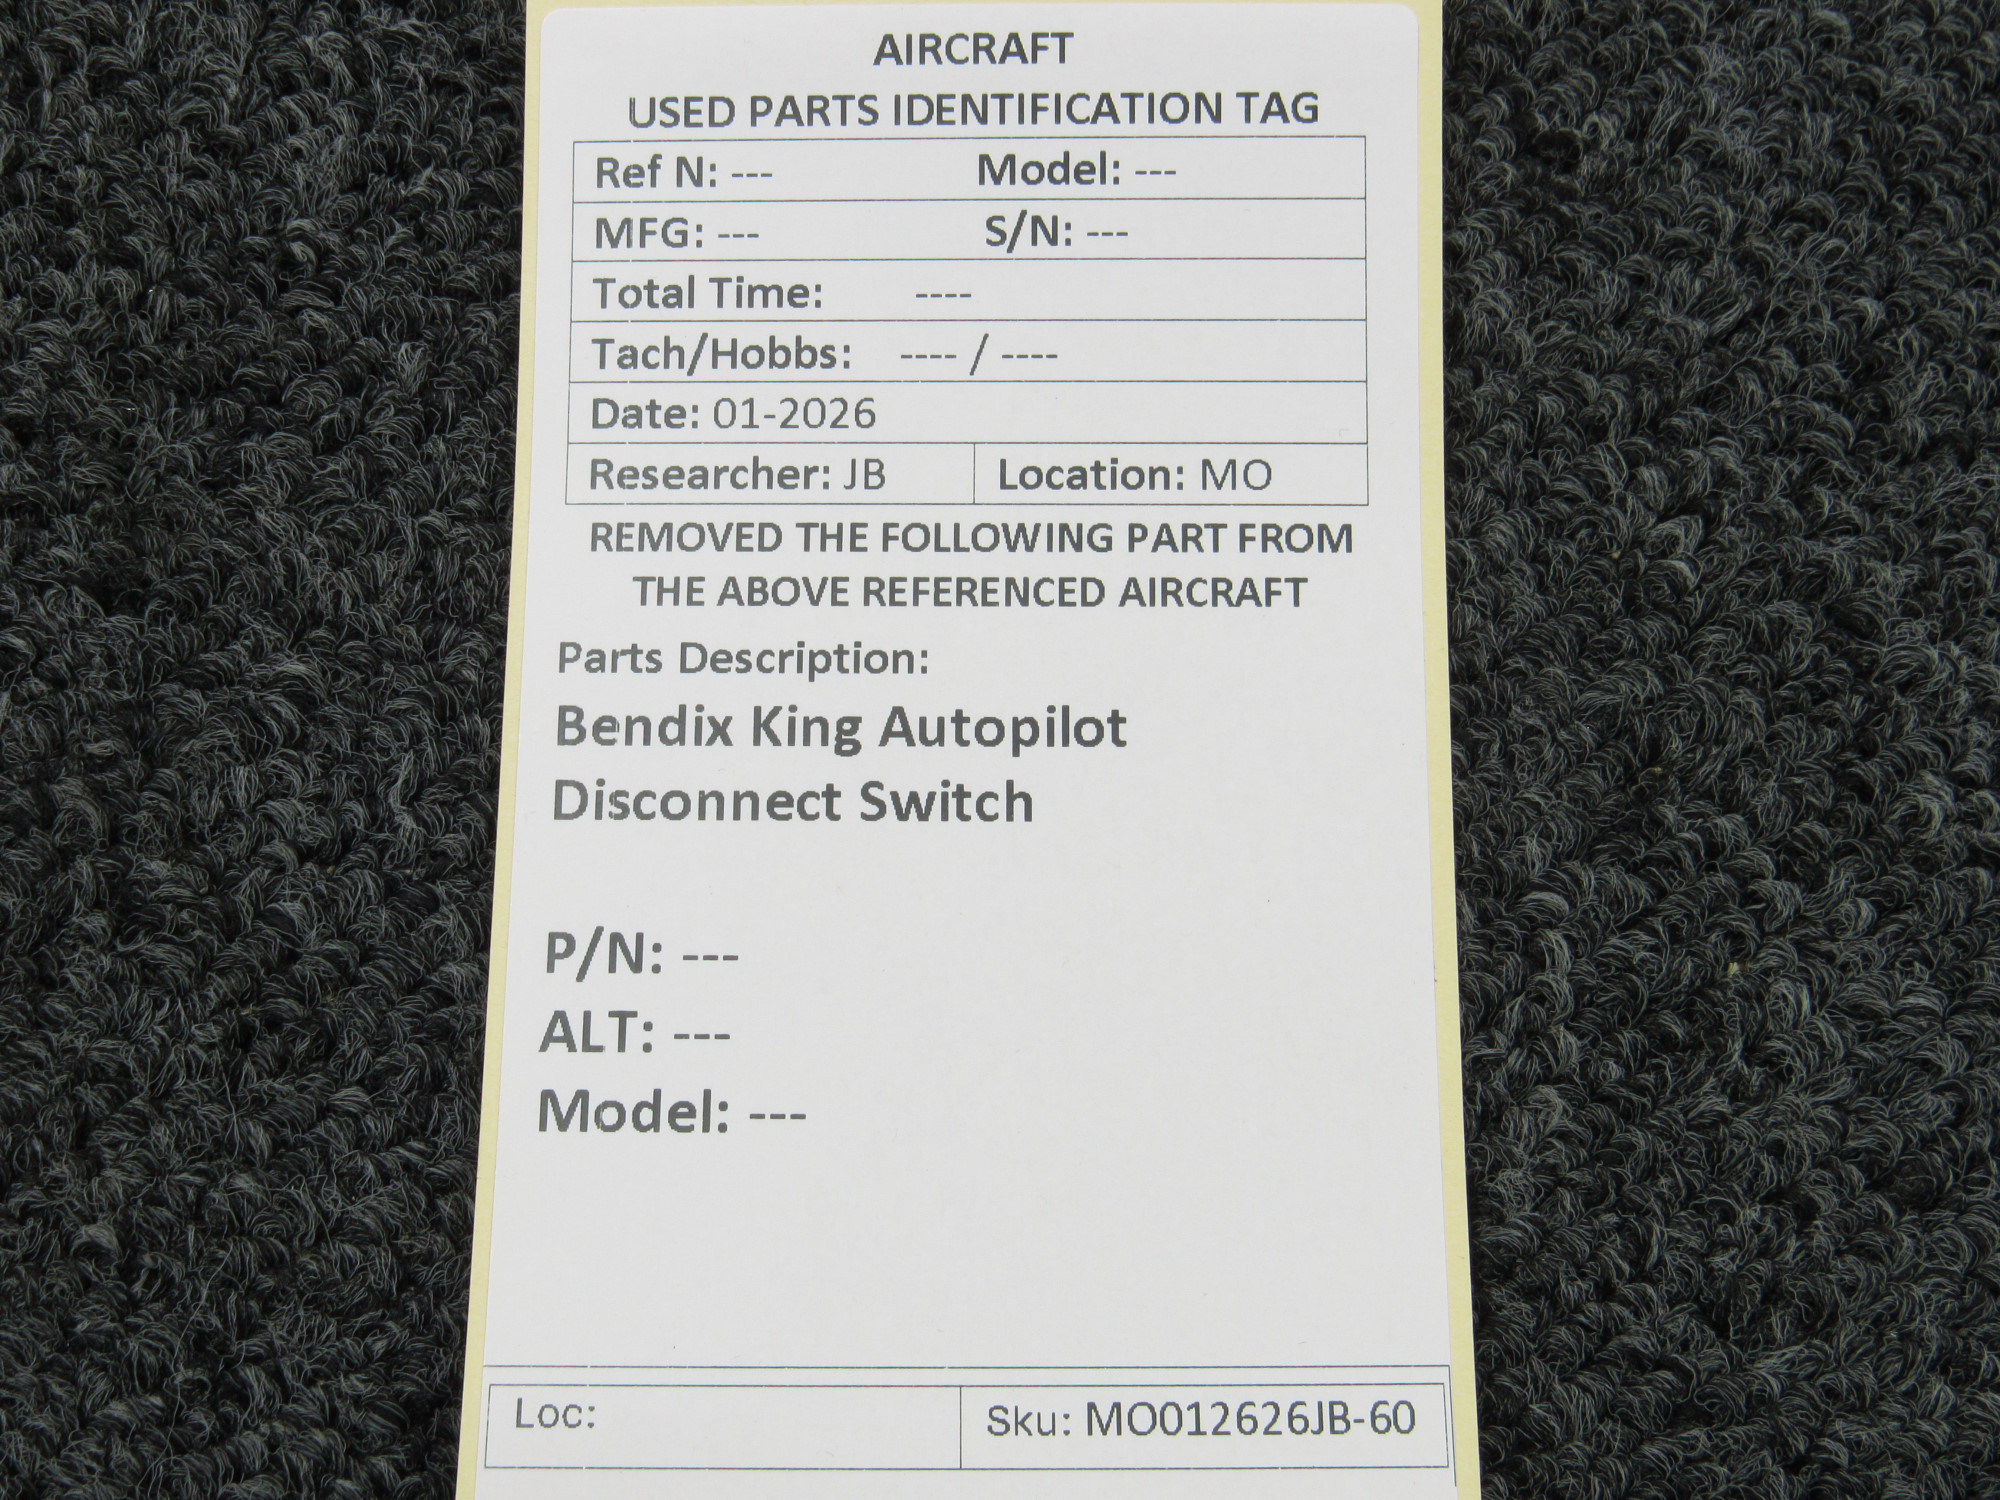 AIRCRAFT
USED PARTS IDENTIFICATION TAG
Ref N: --- Model: ---
MFG: --- S/N: ---
Total Time: ----
Tach/Hobbs: ---- / ----
Date: 01-2026
Researcher: JB Location: MO
REMOVED THE FOLLOWING PART FROM
THE ABOVE REFERENCED AIRCRAFT
Parts Description:
Bendix King Autopilot
Disconnect Switch
P/N: ---
ALT: ---
Model: ---
Loc: Sku: MO012626JB-60